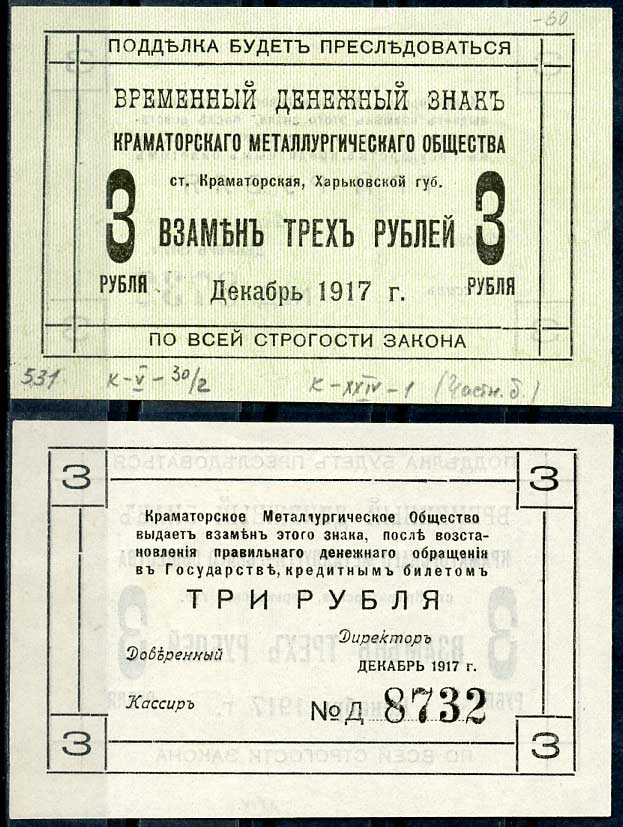 -60
ПОДДѢЛКА БУДЕТЪ ПРЕСЛѢДОВАТЬСЯ
ВРЕМЕННЫЙ ДЕНЕЖНЫЙ ЗНАКЪ
КРАМАТОРСКАГО МЕТАЛЛУРГИЧЕСКАГО ОБЩЕСТВА
ст. Краматорская, Харьковской губ.
3 ВЗАМѢНЪ ТРЕХЪ РУБЛЕЙ 3
РУБЛЯ Декабрь 1917 г. РУБЛЯ
ПО ВСЕЙ СТРОГОСТИ ЗАКОНА
531 К-V-30/2 К-XXIV-1 (Частн. б.)
3 3
Краматорское Металлургическое Общество
выдаетъ взамѣн этого знака, послѣ возста-
новленія правильнаго денежнаго обращенія
въ Государствѣ, кредитнымъ билетомъ
ТРИ РУБЛЯ
Директоръ
Довѣренный
ДЕКАБРЬ 1917 г.
Кассиръ
№ Д 8732
3 3